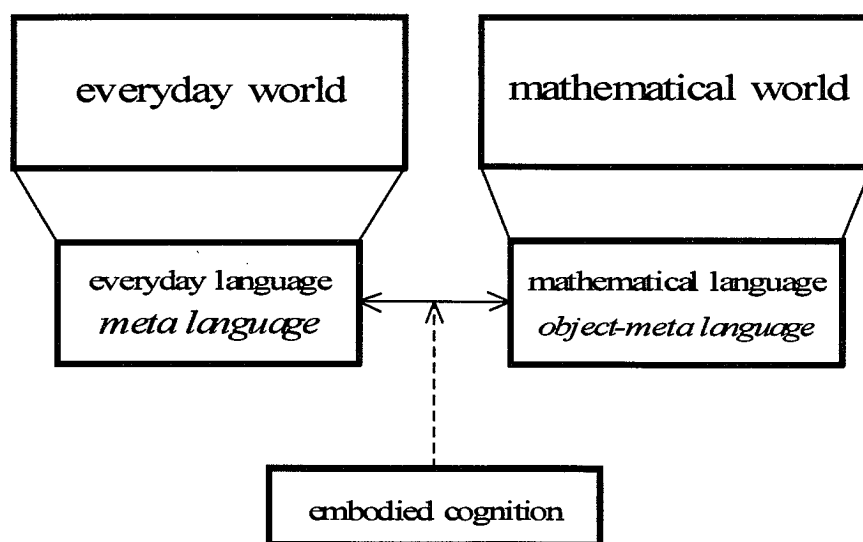 everyday world
mathematical world
everyday language
meta language
mathematical language
object-meta language
embodied cognition